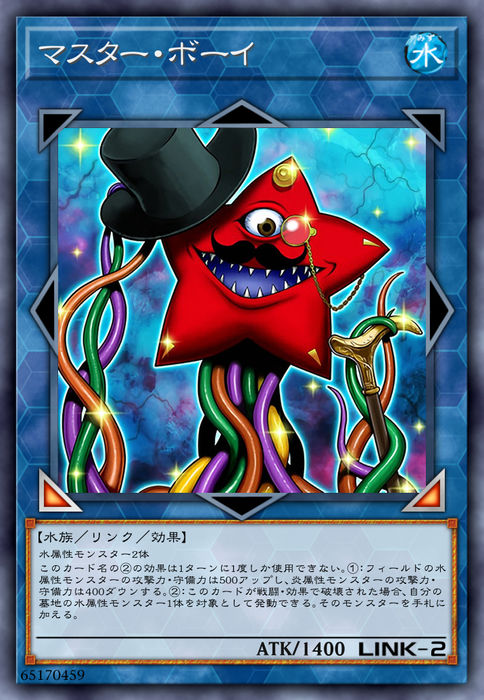 マスター・ボーイ
みず
水
【水族／リンク／効果】
水属性モンスター2体
このカード名の②の効果は1ターンに1度しか使用できない。①：フィールドの水
属性モンスターの攻撃力・守備力は500アップし、炎属性モンスターの攻撃力・
守備力は400ダウンする。②：このカードが戦闘・効果で破壊された場合、自分の
墓地の水属性モンスター1体を対象として発動できる。そのモンスターを手札に
加える。
ATK/1400 LINK-2
65170459